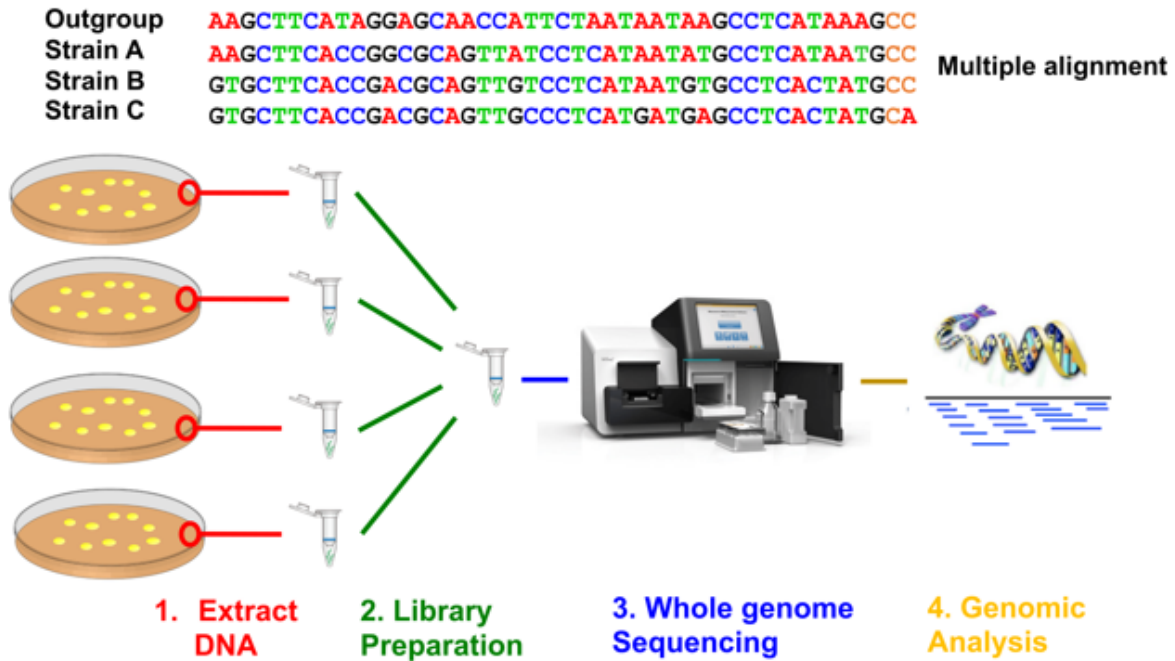 Outgroup AAGCTTCATAGGAGCAACCATTCTAATAATAAGCCTCATAAAGCC
Strain A AAGCTTCACCGGCGCAGTTATCCTCATAATATGCCTCATAATGCC
Strain B GTGCTTCACCGACGCAGTTGTCCTCATAATGTGCCTCACTATGCC
Strain C GTGCTTCACCGACGCAGTTGCCCTCATGATGAGCCTCACTATGCA
Multiple alignment
1. Extract
DNA
2. Library
Preparation
3. Whole genome
Sequencing
4. Genomic
Analysis